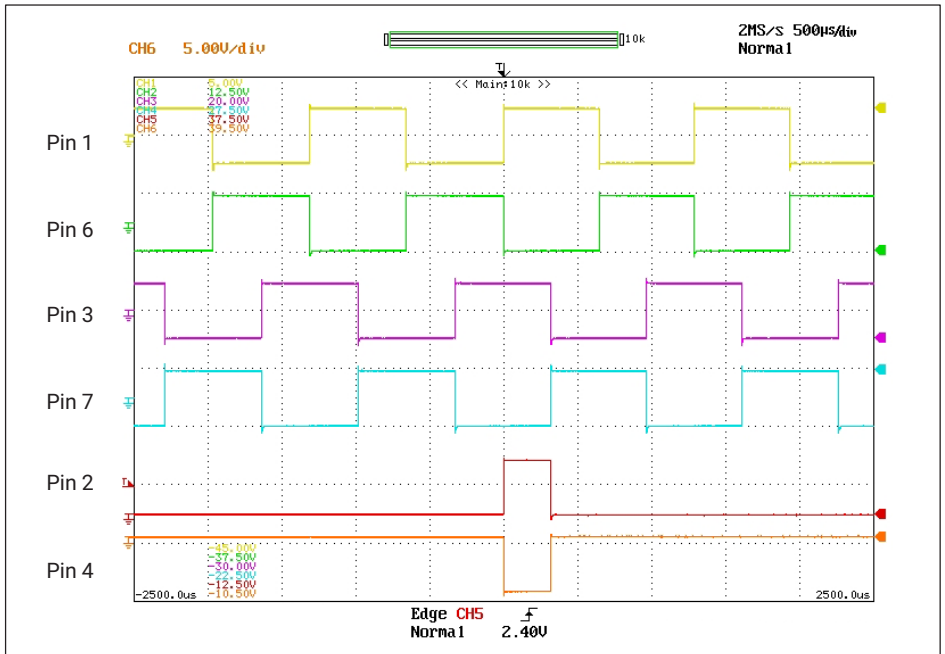 CH6 5.00V/div
10k
2MS/s 500µs/div
Normal
T
<< Main:10k >>
CH1 5.00V
CH2 12.50V
CH3 20.00V
CH4 27.50V
CH5 37.50V
CH6 39.50V
Pin 1
Pin 6
Pin 3
Pin 7
Pin 2
T
Pin 4
-45.00V
-37.50V
-30.00V
-22.50V
-12.50V
-10.50V
-2500.0us
2500.0us
Edge CH5
Normal 2.40V